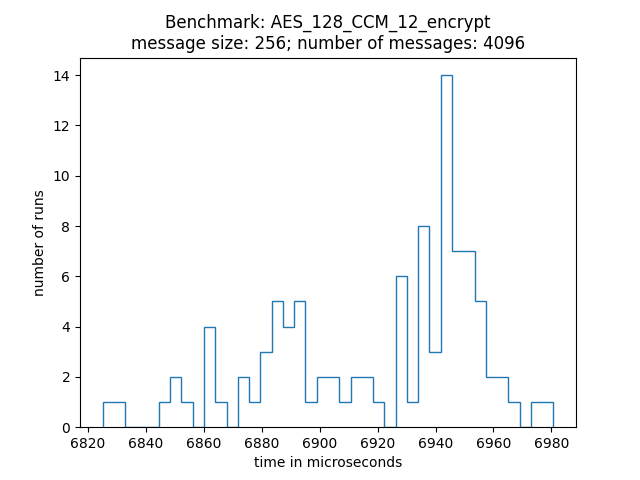 Benchmark: AES_128_CCM_12_encrypt
message size: 256; number of messages: 4096
14
12
10
8
6
4
2
0
number of runs
6820 6840 6860 6880 6900 6920 6940 6960 6980
time in microseconds